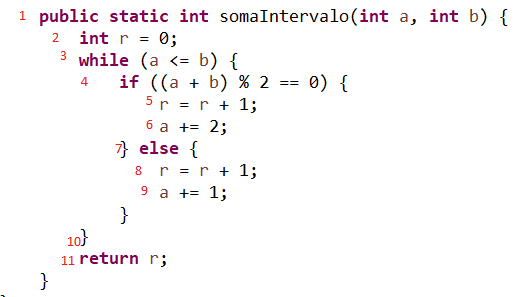 1 public static int somaIntervalo(int a, int b) {
2 int r = 0;
3 while (a <= b) {
4 if ((a + b) % 2 == 0) {
5 r = r + 1;
6 a += 2;
7 } else {
8 r = r + 1;
9 a += 1;
}
10 }
11 return r;
}